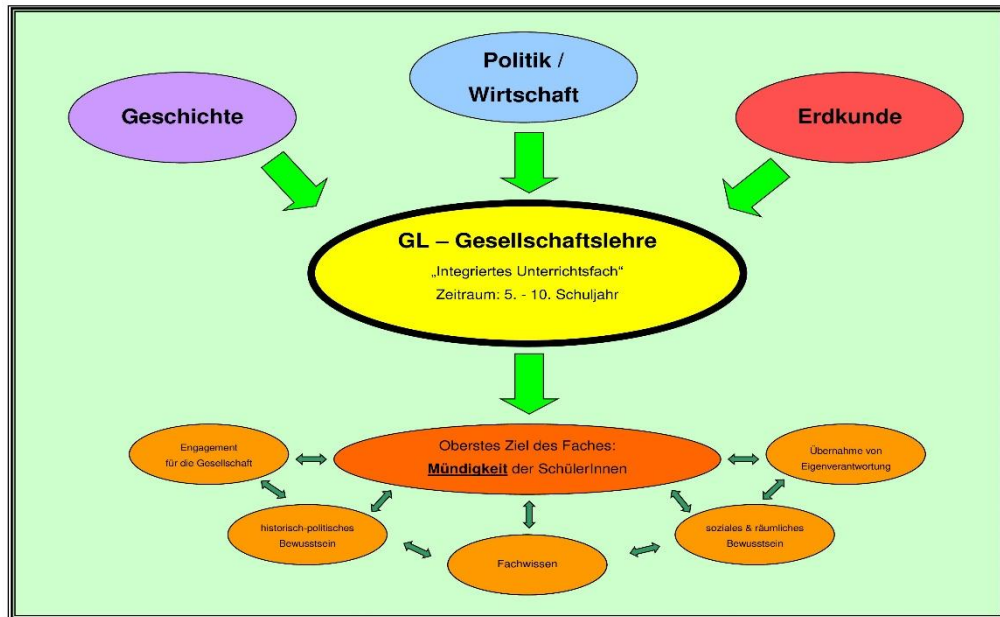 Geschichte
Politik /
Wirtschaft
Erdkunde
GL – Gesellschaftslehre
„Integriertes Unterrichtsfach“
Zeitraum: 5. - 10. Schuljahr
Oberstes Ziel des Faches:
Mündigkeit der SchülerInnen
Engagement
für die Gesellschaft
Übernahme von
Eigenverantwortung
historisch-politisches
Bewusstsein
Fachwissen
soziales & räumliches
Bewusstsein